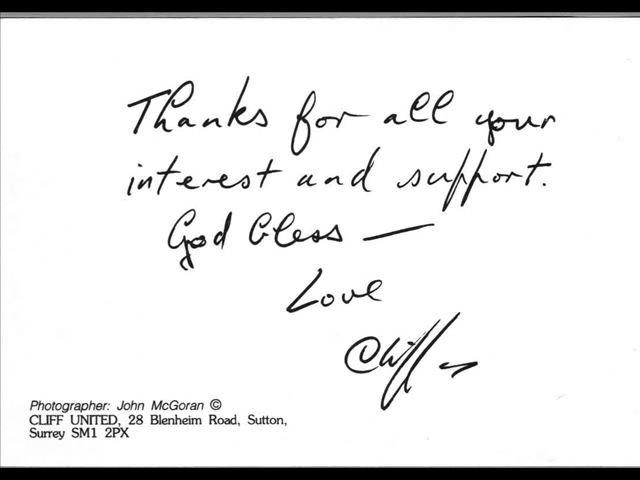 Thanks for all your
interest and support.
God bless —
Love
Cliff
Photographer: John McGoran ©
CLIFF UNITED, 28 Blenheim Road, Sutton,
Surrey SM1 2PX